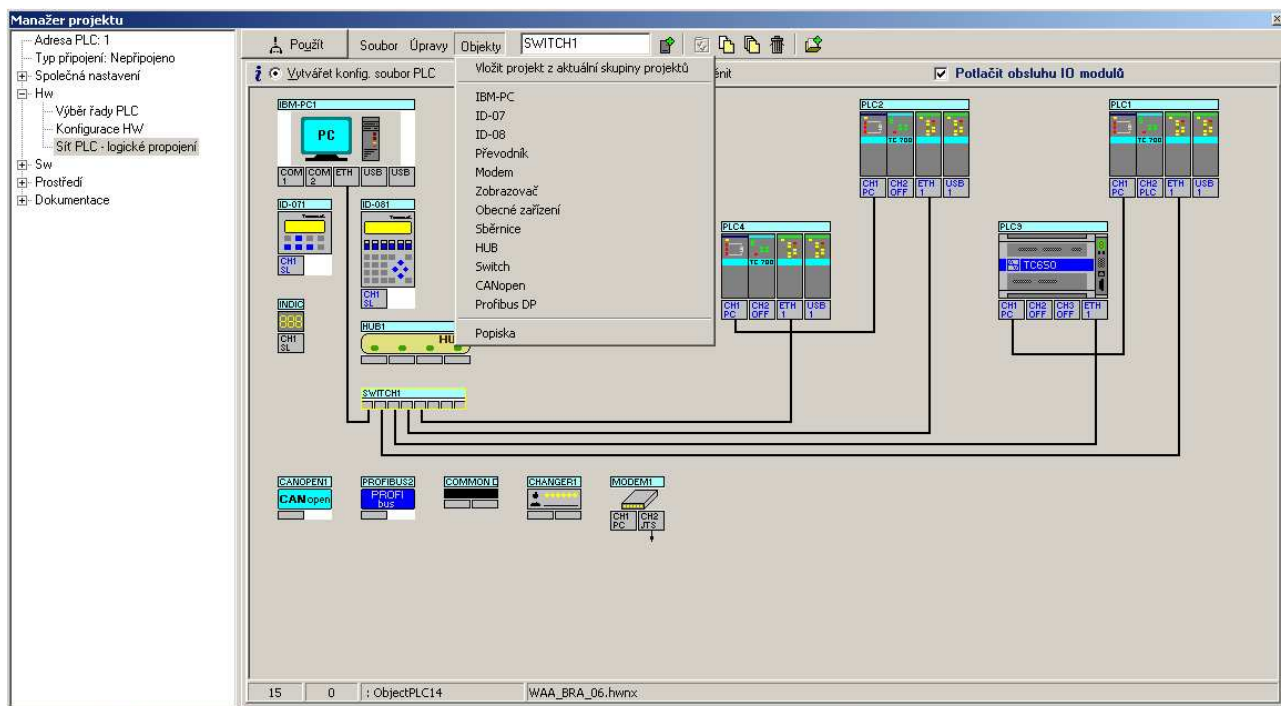 Manažer projektu
Adresa PLC: 1
Typ připojení: Nepřipojeno
Společná nastavení
Hw
Výběr řady PLC
Konfigurace HW
Síť PLC - logické propojení
Sw
Prostředí
Dokumentace
Použít
Soubor
Úpravy
Objekty
SWITCH1
Vytvářet konfig. soubor PLC
ěnit
Potlačit obsluhu IO modulů
Vložit projekt z aktuální skupiny projektů
IBM-PC
ID-07
ID-08
Převodník
Modem
Zobrazovač
Obecné zařízení
Sběrnice
HUB
Switch
CANopen
Profibus DP
Popiska
IBM-PC1
PC
COM 1
COM 2
ETH
USB
USB
ID-071
CH1 SL
ID-081
CH1 SL
INDIC
888
CH1 SL
HUB1
HU
SWITCH1
PLC2
TC 700
CH1 PC
CH2 OFF
ETH 1
USB 1
PLC1
TC 700
CH1 PC
CH2 PLC
ETH 1
USB 1
PLC4
TC 700
CH1 PC
CH2 OFF
ETH 1
USB 1
PLC3
TC650
CH1 PC
CH2 OFF
CH3 OFF
ETH 1
CANOPEN1
CANopen
PROFIBUS2
PROFI bus
COMMON D
CHANGER1
MODEM1
CH1 PC
CH2 JTS
15
0
: ObjectPLC14
WAA_BRA_06.hwnx